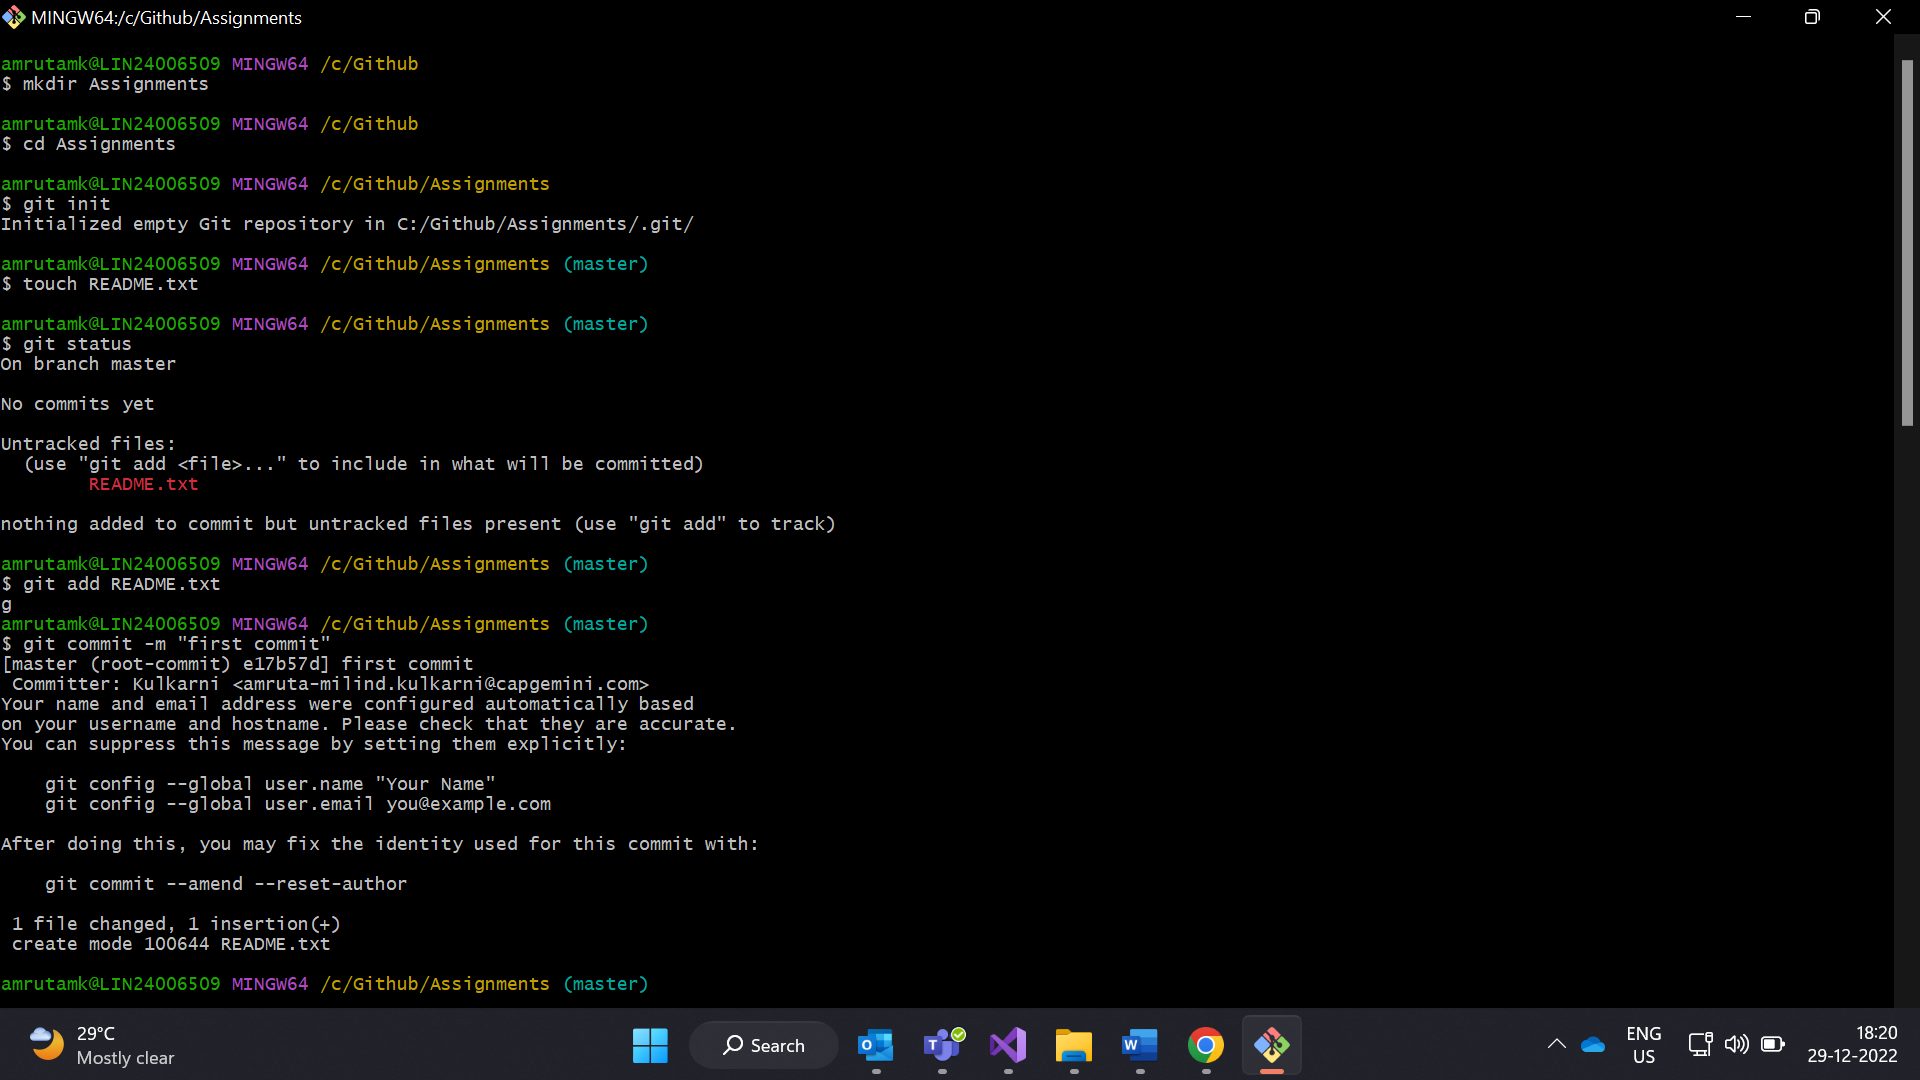 MINGW64:/c/Github/Assignments
amrutamk@LIN24006509 MINGW64 /c/Github
$ mkdir Assignments
amrutamk@LIN24006509 MINGW64 /c/Github
$ cd Assignments
amrutamk@LIN24006509 MINGW64 /c/Github/Assignments
$ git init
Initialized empty Git repository in C:/Github/Assignments/.git/
amrutamk@LIN24006509 MINGW64 /c/Github/Assignments (master)
$ touch README.txt
amrutamk@LIN24006509 MINGW64 /c/Github/Assignments (master)
$ git status
On branch master
No commits yet
Untracked files:
  (use "git add <file>..." to include in what will be committed)
        README.txt
nothing added to commit but untracked files present (use "git add" to track)
amrutamk@LIN24006509 MINGW64 /c/Github/Assignments (master)
$ git add README.txt
g
amrutamk@LIN24006509 MINGW64 /c/Github/Assignments (master)
$ git commit -m "first commit"
[master (root-commit) e17b57d] first commit
 Committer: Kulkarni <amruta-milind.kulkarni@capgemini.com>
Your name and email address were configured automatically based
on your username and hostname. Please check that they are accurate.
You can suppress this message by setting them explicitly:
    git config --global user.name "Your Name"
    git config --global user.email you@example.com
After doing this, you may fix the identity used for this commit with:
    git commit --amend --reset-author
 1 file changed, 1 insertion(+)
 create mode 100644 README.txt
amrutamk@LIN24006509 MINGW64 /c/Github/Assignments (master)
29°C
Mostly clear
Search
ENG
US
18:20
29-12-2022